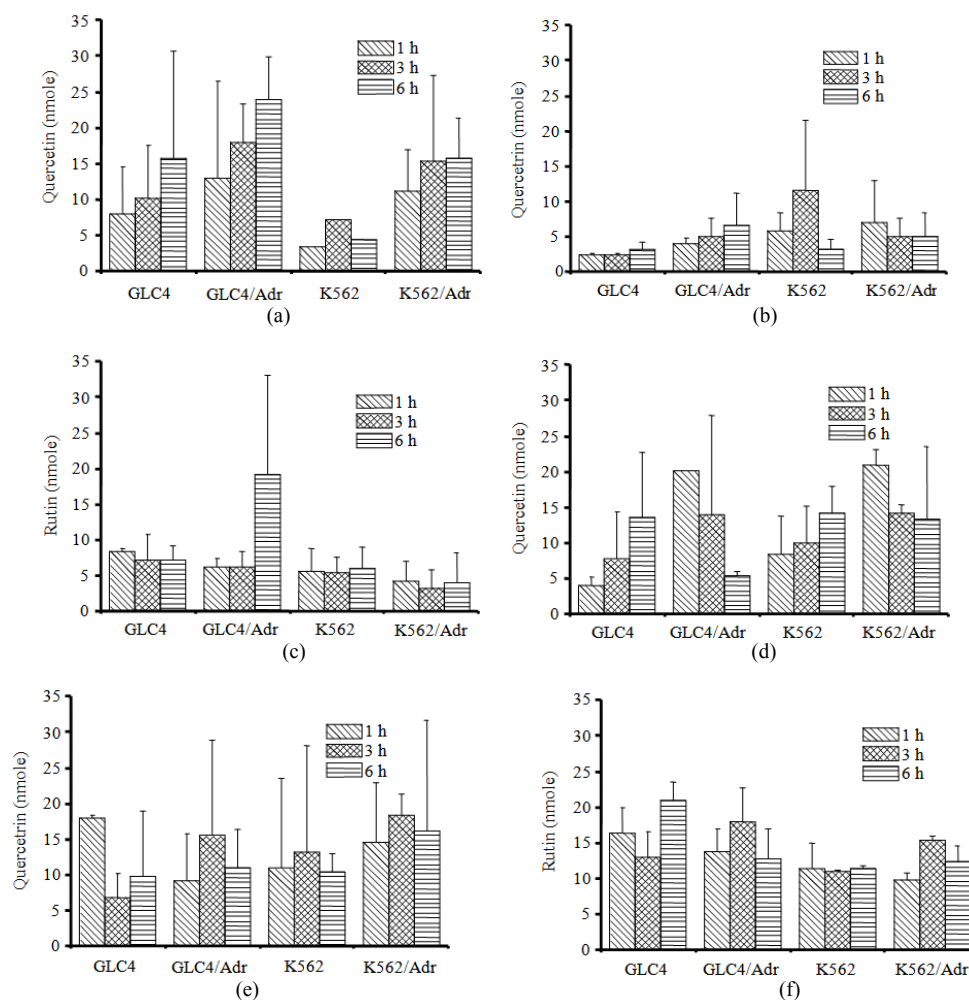 (a)
Quercetin (nmole)
35
30
25
20
15
10
5
0
1 h
3 h
6 h
GLC4 GLC4/Adr K562 K562/Adr
(b)
Quercetrin (nmole)
35
30
25
20
15
10
5
0
1 h
3 h
6 h
GLC4 GLC4/Adr K562 K562/Adr
(c)
Rutin (nmole)
35
30
25
20
15
10
5
0
1 h
3 h
6 h
GLC4 GLC4/Adr K562 K562/Adr
(d)
Quercetin (nmole)
35
30
25
20
15
10
5
0
1 h
3 h
6 h
GLC4 GLC4/Adr K562 K562/Adr
(e)
Quercetrin (nmole)
35
30
25
20
15
10
5
0
1 h
3 h
6 h
GLC4 GLC4/Adr K562 K562/Adr
(f)
Rutin (nmole)
35
30
25
20
15
10
5
0
1 h
3 h
6 h
GLC4 GLC4/Adr K562 K562/Adr